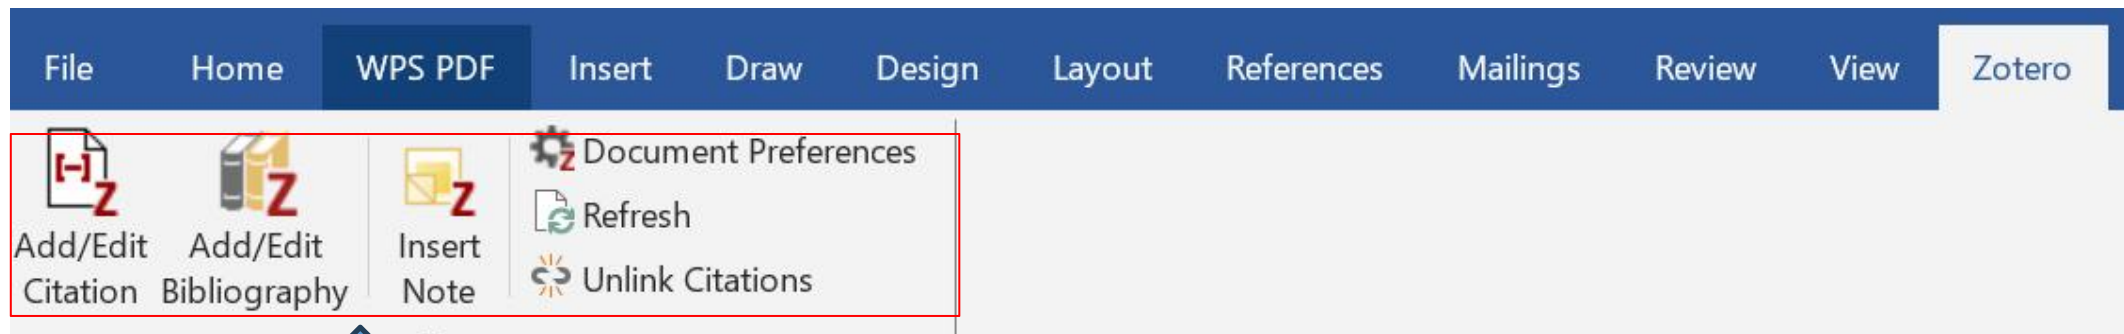 File Home WPS PDF Insert Draw Design Layout References Mailings Review View Zotero
Add/Edit Citation
Add/Edit Bibliography
Insert Note
Document Preferences
Refresh
Unlink Citations